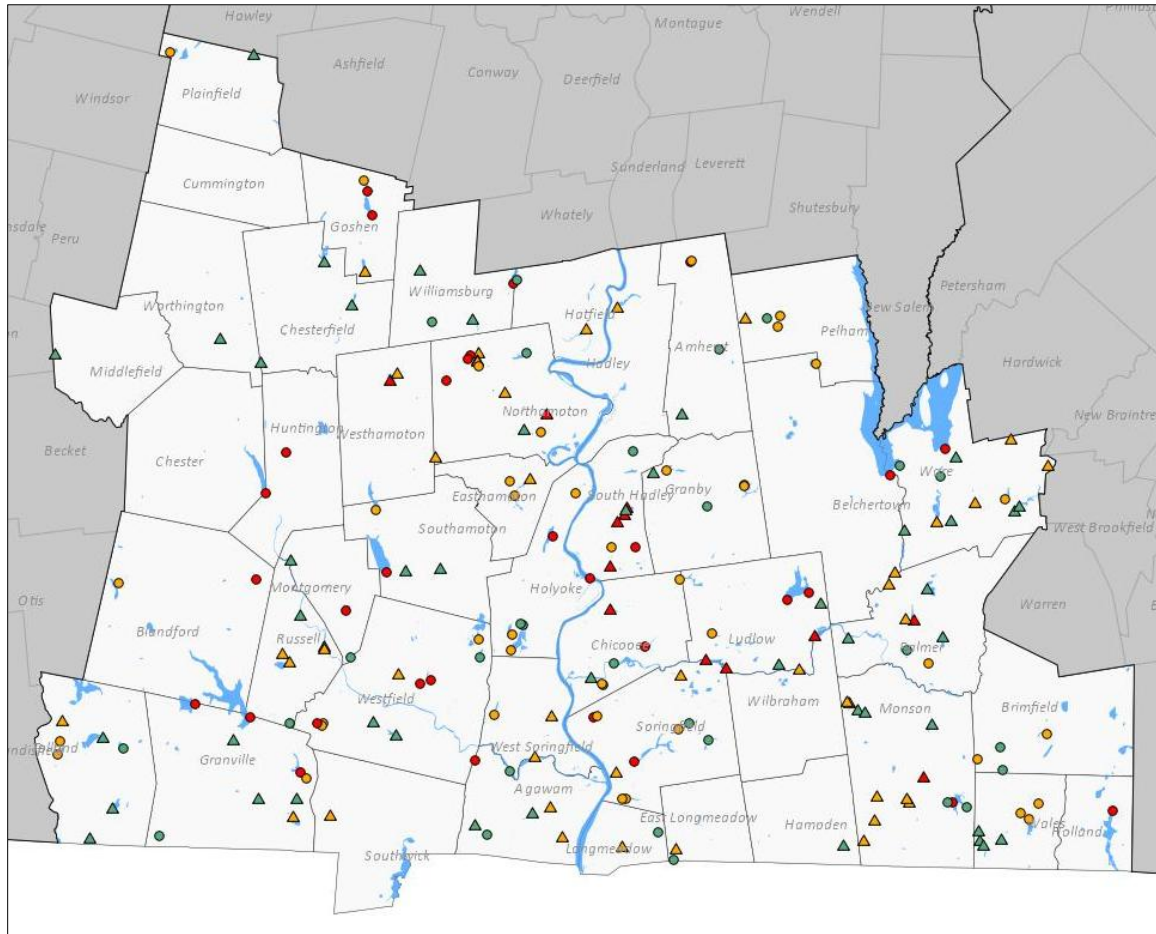 Hawley
Wendell
Montague
Ashfield
Conway
Deerfield
Windsor
Plainfield
Sunderland
Leverett
Cummington
Shutesbury
Whately
Goshen
Peru
Petersham
New Salem
Williamsburg
Worthington
Chesterfield
Hatfield
Pelham
Amherst
Hadley
Hardwick
Middlefield
Northampton
New Braintre
Huntington
Westhampton
Becket
Chester
Ware
Granby
South Hadley
Easthampton
Belchertown
Southampton
West Brookfield
Holyoke
Montgomery
Otis
Warren
Blandford
Russell
Chicopee
Ludlow
Palmer
Westfield
Wilbraham
Monson
Brimfield
Springfield
West Springfield
Granville
Agawam
East Longmeadow
Hampden
Wales
Holland
Longmeadow
Southwick